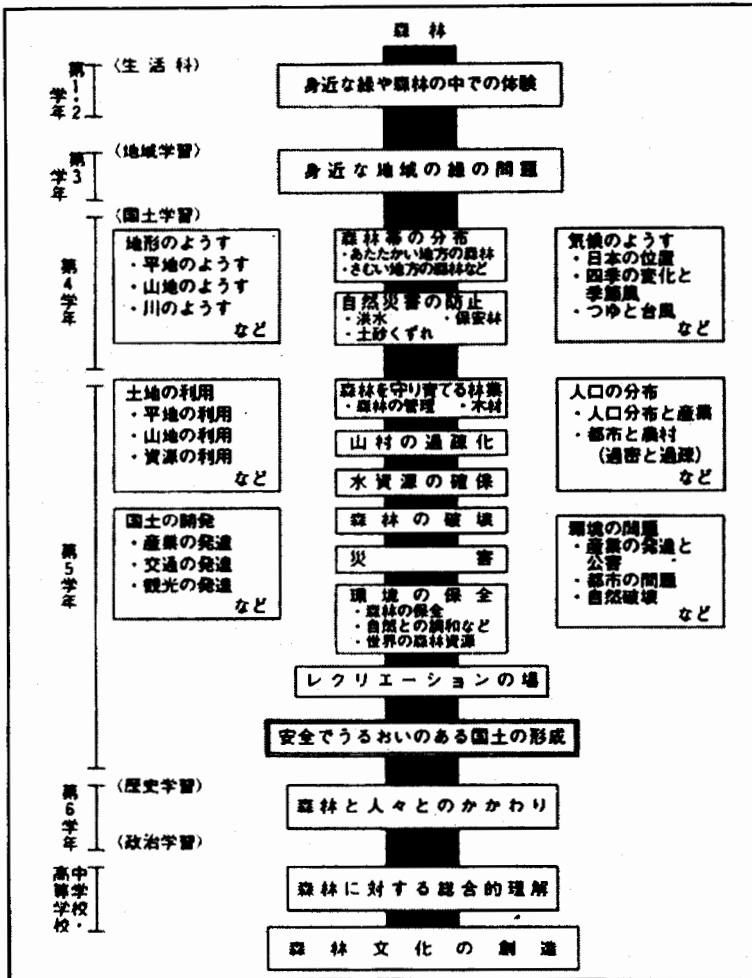 森林
第1・2学年
〈生活科〉
身近な緑や森林の中での体験
第3学年
〈地域学習〉
身近な地域の緑の問題
第4学年
〈国土学習〉
地形のようす
・平地のようす
・山地のようす
・川のようす
など
森林帯の分布
・あたたかい地方の森林
・さむい地方の森林など
自然災害の防止
・洪水 ・保安林
・土砂くずれ
気候のようす
・日本の位置
・四季の変化と
季節風
・つゆと台風
など
第5学年
土地の利用
・平地の利用
・山地の利用
・資源の利用
など
国土の開発
・産業の発達
・交通の発達
・観光の発達
など
森林を守り育てる林業
・森林の管理 ・木材
山村の過疎化
水資源の確保
森林の破壊
災害
環境の保全
・森林の保全
・自然との調和など
・世界の森林資源
人口の分布
・人口分布と産業
・都市と農村
(過密と過疎)
など
環境の問題
・産業の発達と
公害
・都市の問題
・自然破壊
など
レクリエーションの場
安全でうるおいのある国土の形成
第6学年
〈歴史学習〉
森林と人々とのかかわり
〈政治学習〉
中学校・
高等学校
森林に対する総合的理解
森林文化の創造